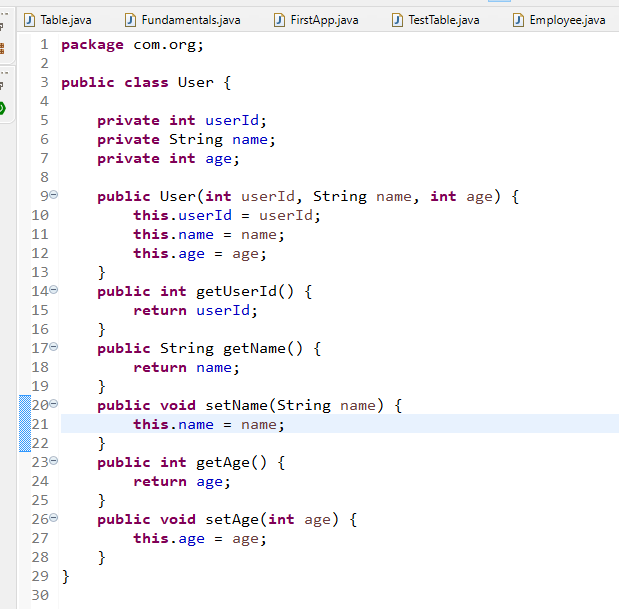 Table.java Fundamentals.java FirstApp.java TestTable.java Employee.java
1 package com.org;
2
3 public class User {
4
5     private int userId;
6     private String name;
7     private int age;
8
9     public User(int userId, String name, int age) {
10         this.userId = userId;
11         this.name = name;
12         this.age = age;
13     }
14     public int getUserId() {
15         return userId;
16     }
17     public String getName() {
18         return name;
19     }
20     public void setName(String name) {
21         this.name = name;
22     }
23     public int getAge() {
24         return age;
25     }
26     public void setAge(int age) {
27         this.age = age;
28     }
29 }
30